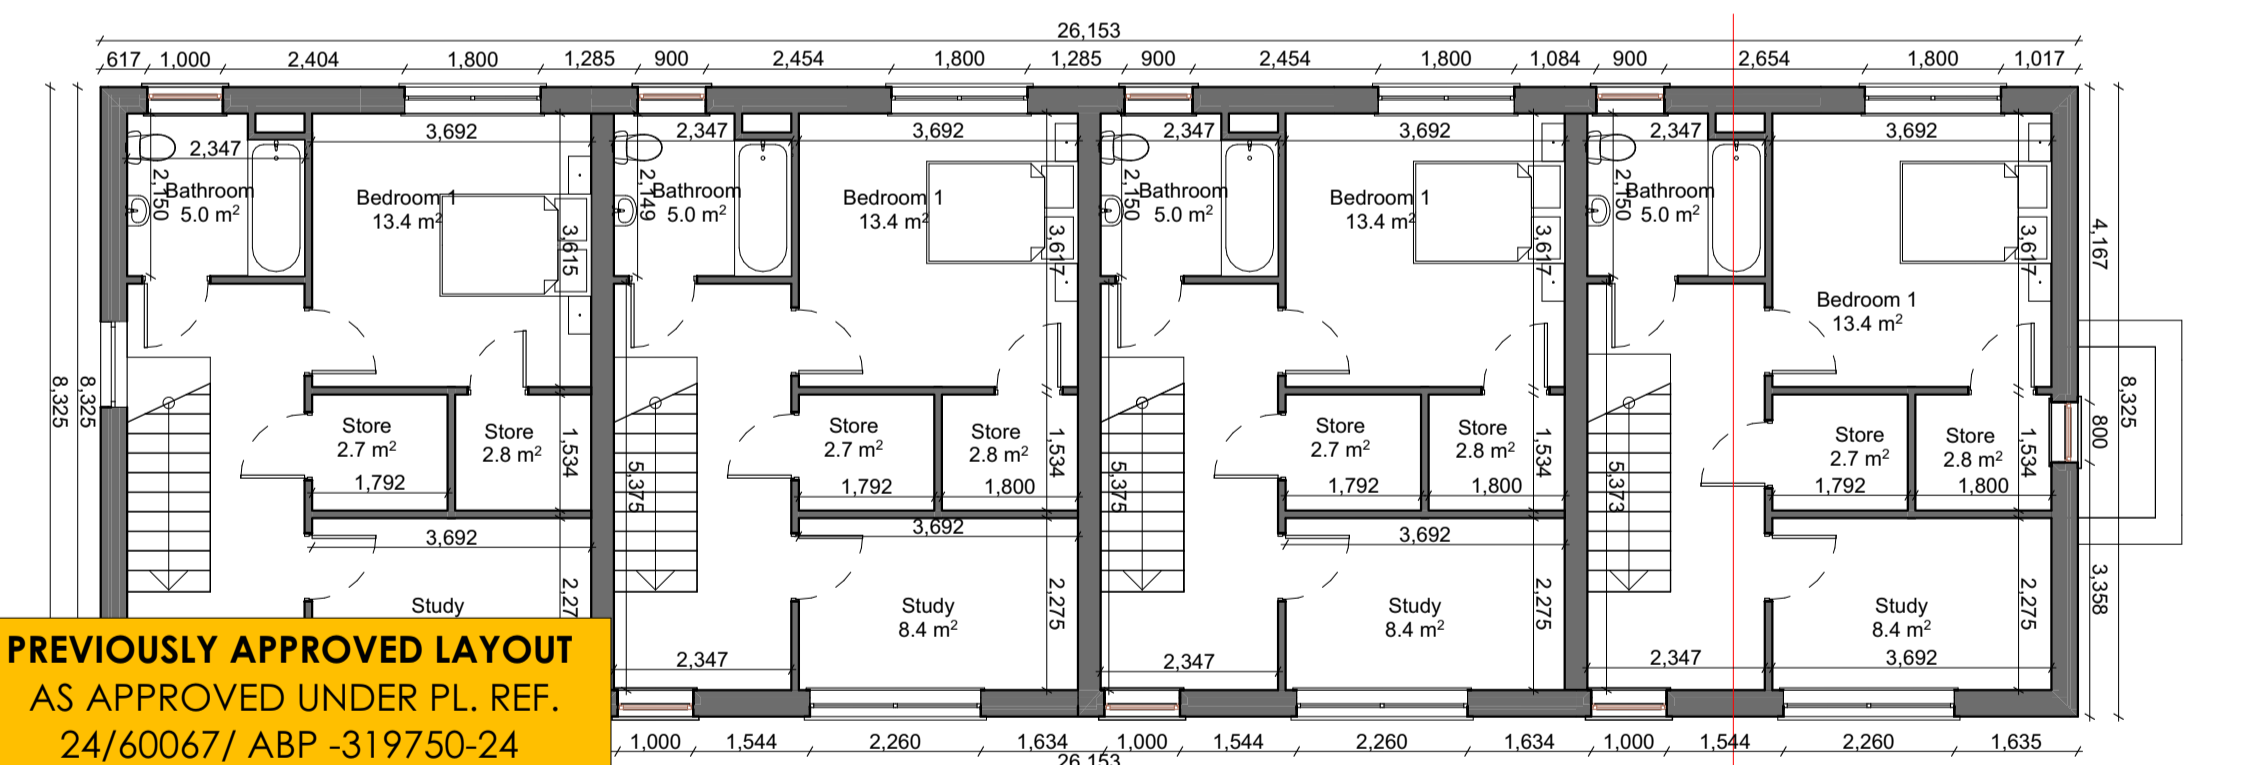 26,153
617 1,000 2,404 1,800 1,285 900 2,454 1,800 1,285 900 2,454 1,800 1,084 900 2,654 1,800 1,017
3,692 2,347 3,692 2,347 3,692 2,347 3,692
2,347
2,150 2,149 2,150 2,150
Bathroom
5.0 m²
Bedroom 1
13.4 m²
Bathroom
5.0 m²
Bedroom 1
13.4 m²
Bathroom
5.0 m²
Bedroom 1
13.4 m²
Bathroom
5.0 m²
Bedroom 1
13.4 m²
3,615 3,617 3,617 3,617
4,167
8,325 8,325 8,325
800
Store
2.7 m²
1,792
Store
2.8 m²
1,534
Store
2.7 m²
1,792
Store
2.8 m²
1,800
1,534
Store
2.7 m²
1,792
Store
2.8 m²
1,800
1,534
Store
2.7 m²
1,792
Store
2.8 m²
1,800
1,534
5,375 5,375 5,373
3,692 3,692 3,692
Study
2,27
Study
8.4 m²
2,275
Study
8.4 m²
2,275
Study
8.4 m²
2,275
3,358
2,347 2,347 2,347 3,692
PREVIOUSLY APPROVED LAYOUT
AS APPROVED UNDER PL. REF.
24/60067/ ABP -319750-24
1,000 1,544 2,260 1,634 1,000 1,544 2,260 1,634 1,000 1,544 2,260 1,635
26,153